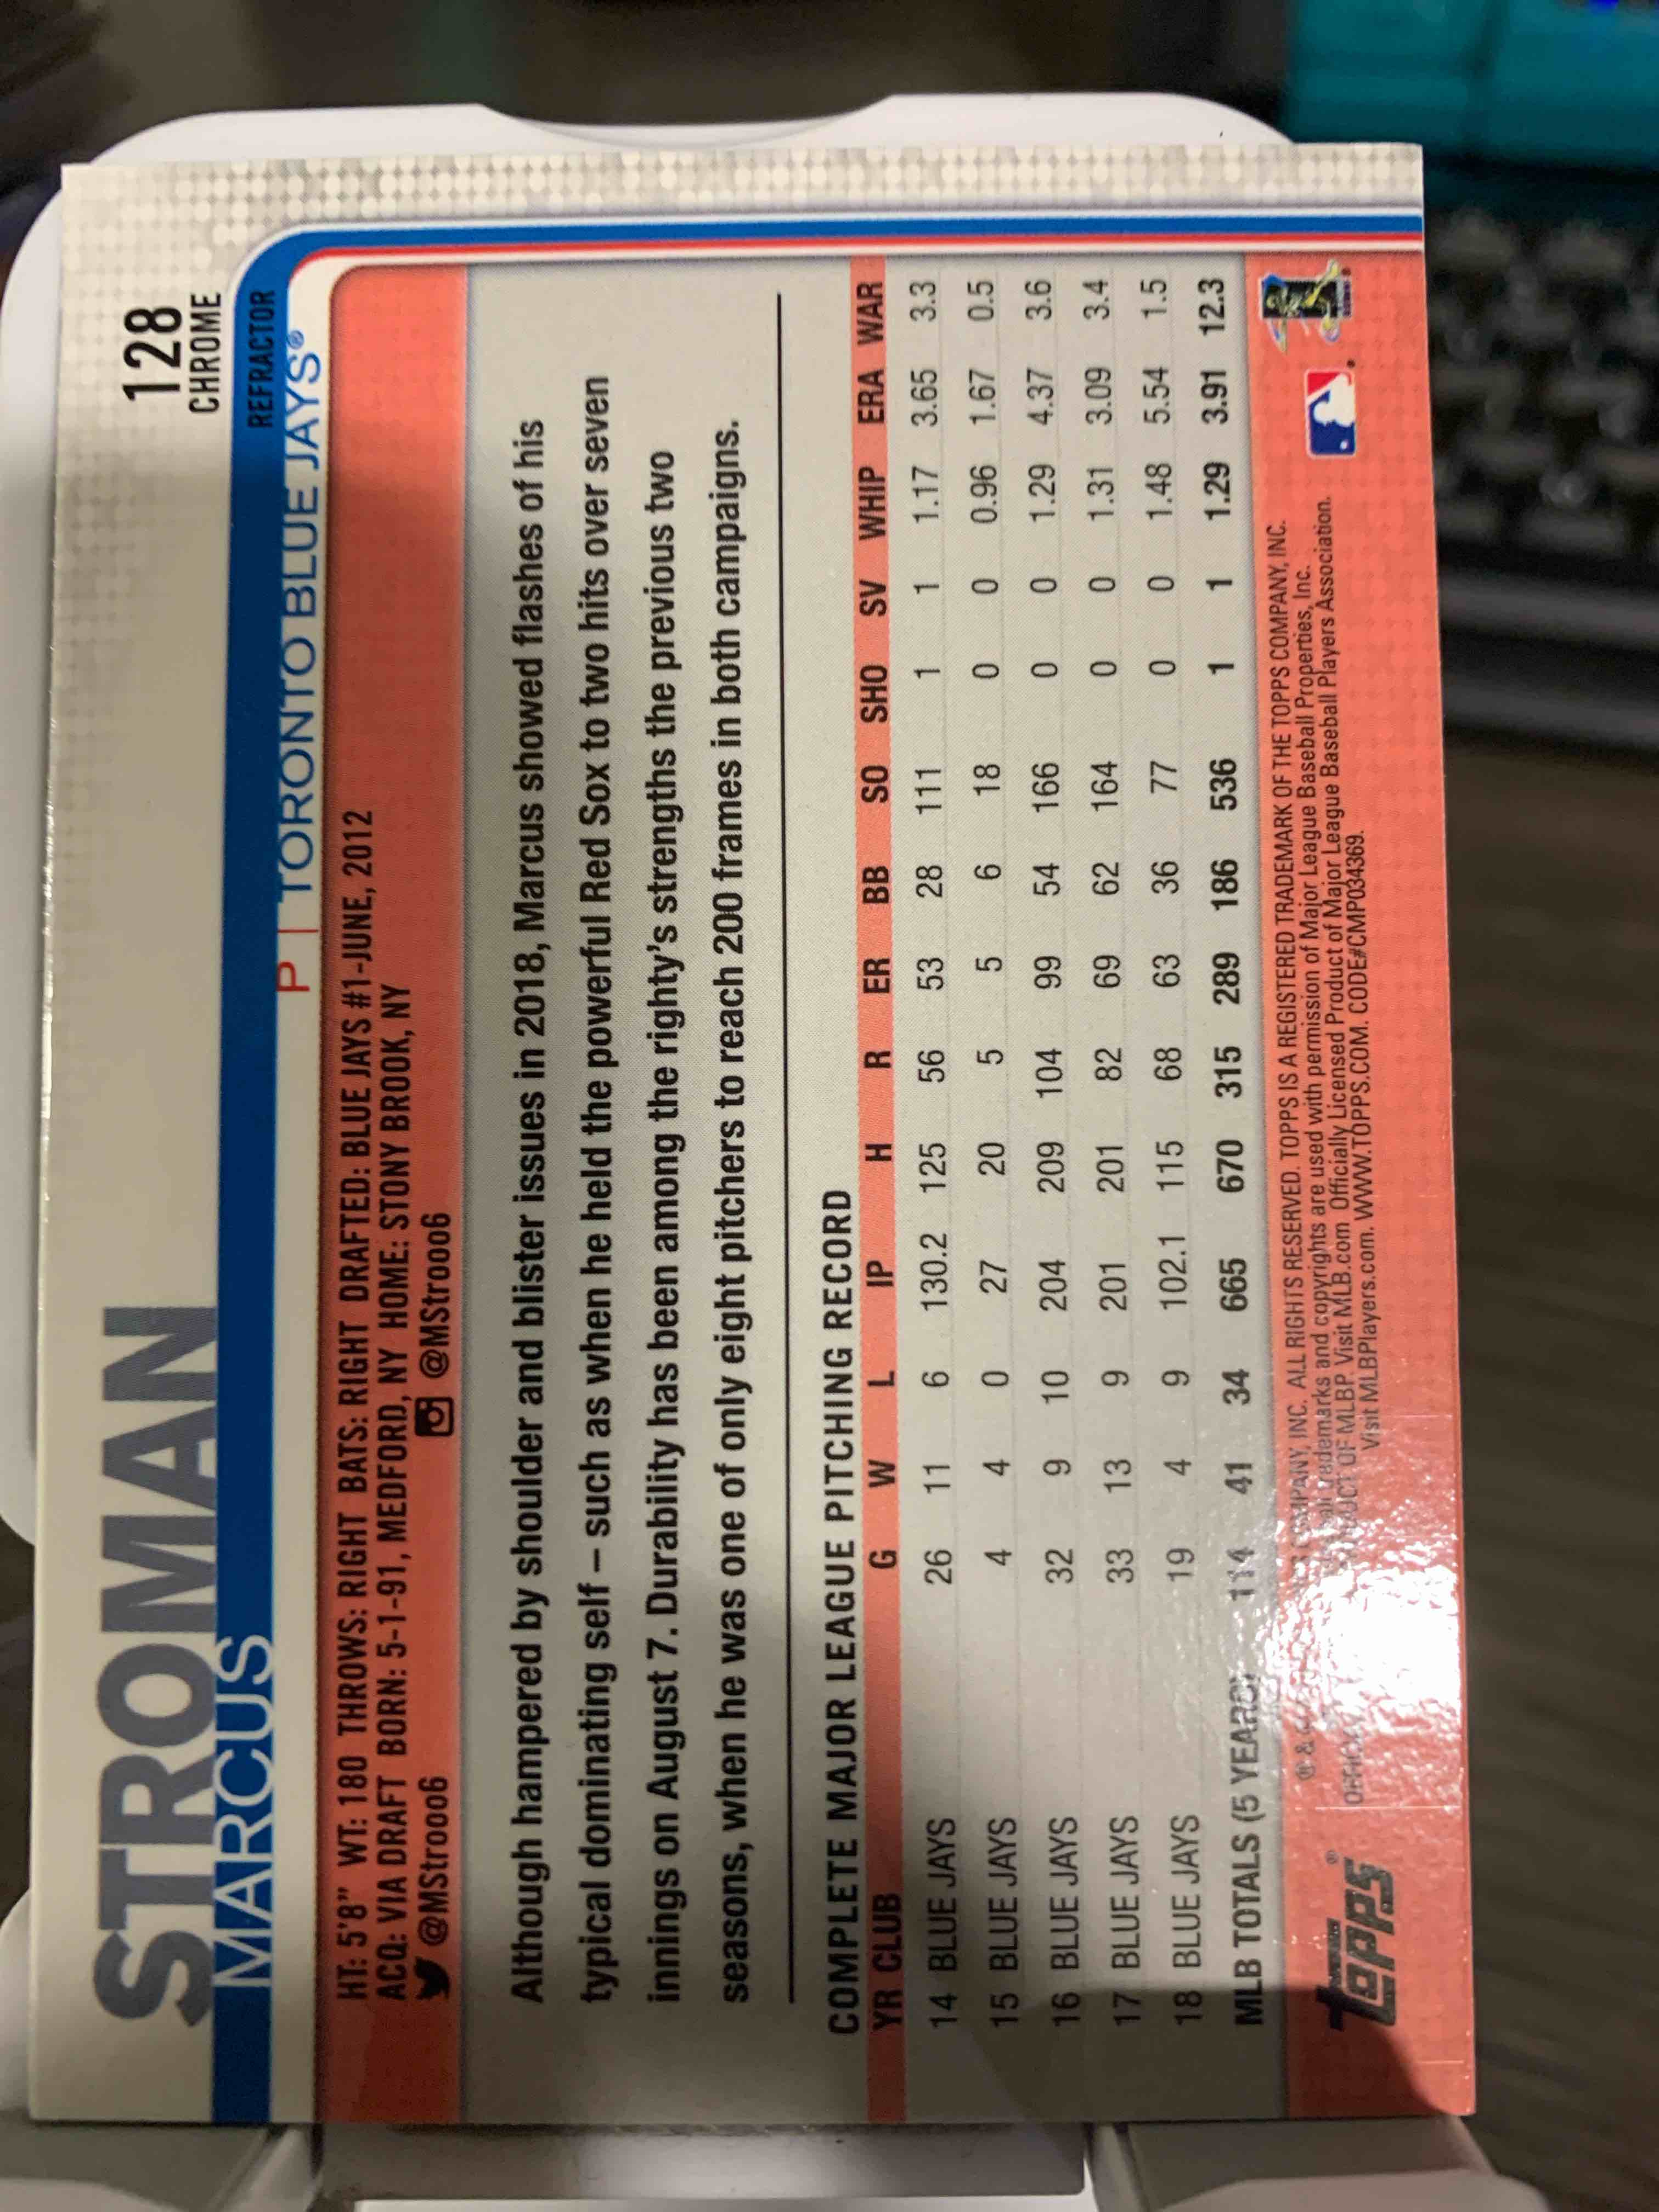 128
CHROME
STROMAN
MARCUS
REFRACTOR
P | TORONTO BLUE JAYS®
HT: 5'8" WT: 180 THROWS: RIGHT BATS: RIGHT DRAFTED: BLUE JAYS #1-JUNE, 2012
ACQ: VIA DRAFT BORN: 5-1-91, MEDFORD, NY HOME: STONY BROOK, NY
@MStrooo6 @MStrooo6
Although hampered by shoulder and blister issues in 2018, Marcus showed flashes of his
typical dominating self – such as when he held the powerful Red Sox to two hits over seven
innings on August 7. Durability has been among the righty's strengths the previous two
seasons, when he was one of only eight pitchers to reach 200 frames in both campaigns.
COMPLETE MAJOR LEAGUE PITCHING RECORD
YR CLUB G W L IP H R ER BB SO SHO SV WHIP ERA WAR
14 BLUE JAYS 26 11 6 130.2 125 56 53 28 111 1 1 1.17 3.65 3.3
15 BLUE JAYS 4 4 0 27 20 5 5 6 18 0 0 0.96 1.67 0.5
16 BLUE JAYS 32 9 10 204 209 104 99 54 166 0 0 1.29 4.37 3.6
17 BLUE JAYS 33 13 9 201 201 82 69 62 164 0 0 1.31 3.09 3.4
18 BLUE JAYS 19 4 9 102.1 115 68 63 36 77 0 0 1.48 5.54 1.5
MLB TOTALS (5 YEARS) 114 41 34 665 670 315 289 186 536 1 1 1.29 3.91 12.3
topps®
® & COMPANY, INC. ALL RIGHTS RESERVED. TOPPS IS A REGISTERED TRADEMARK OF THE TOPPS COMPANY, INC.
trademarks and copyrights are used with permission of Major League Baseball Properties, Inc.
PRODUCT OF MLBP. Visit MLB.com Officially Licensed Product of Major League Baseball Players Association.
Visit MLBPlayers.com. WWW.TOPPS.COM. CODE#CMP034369.